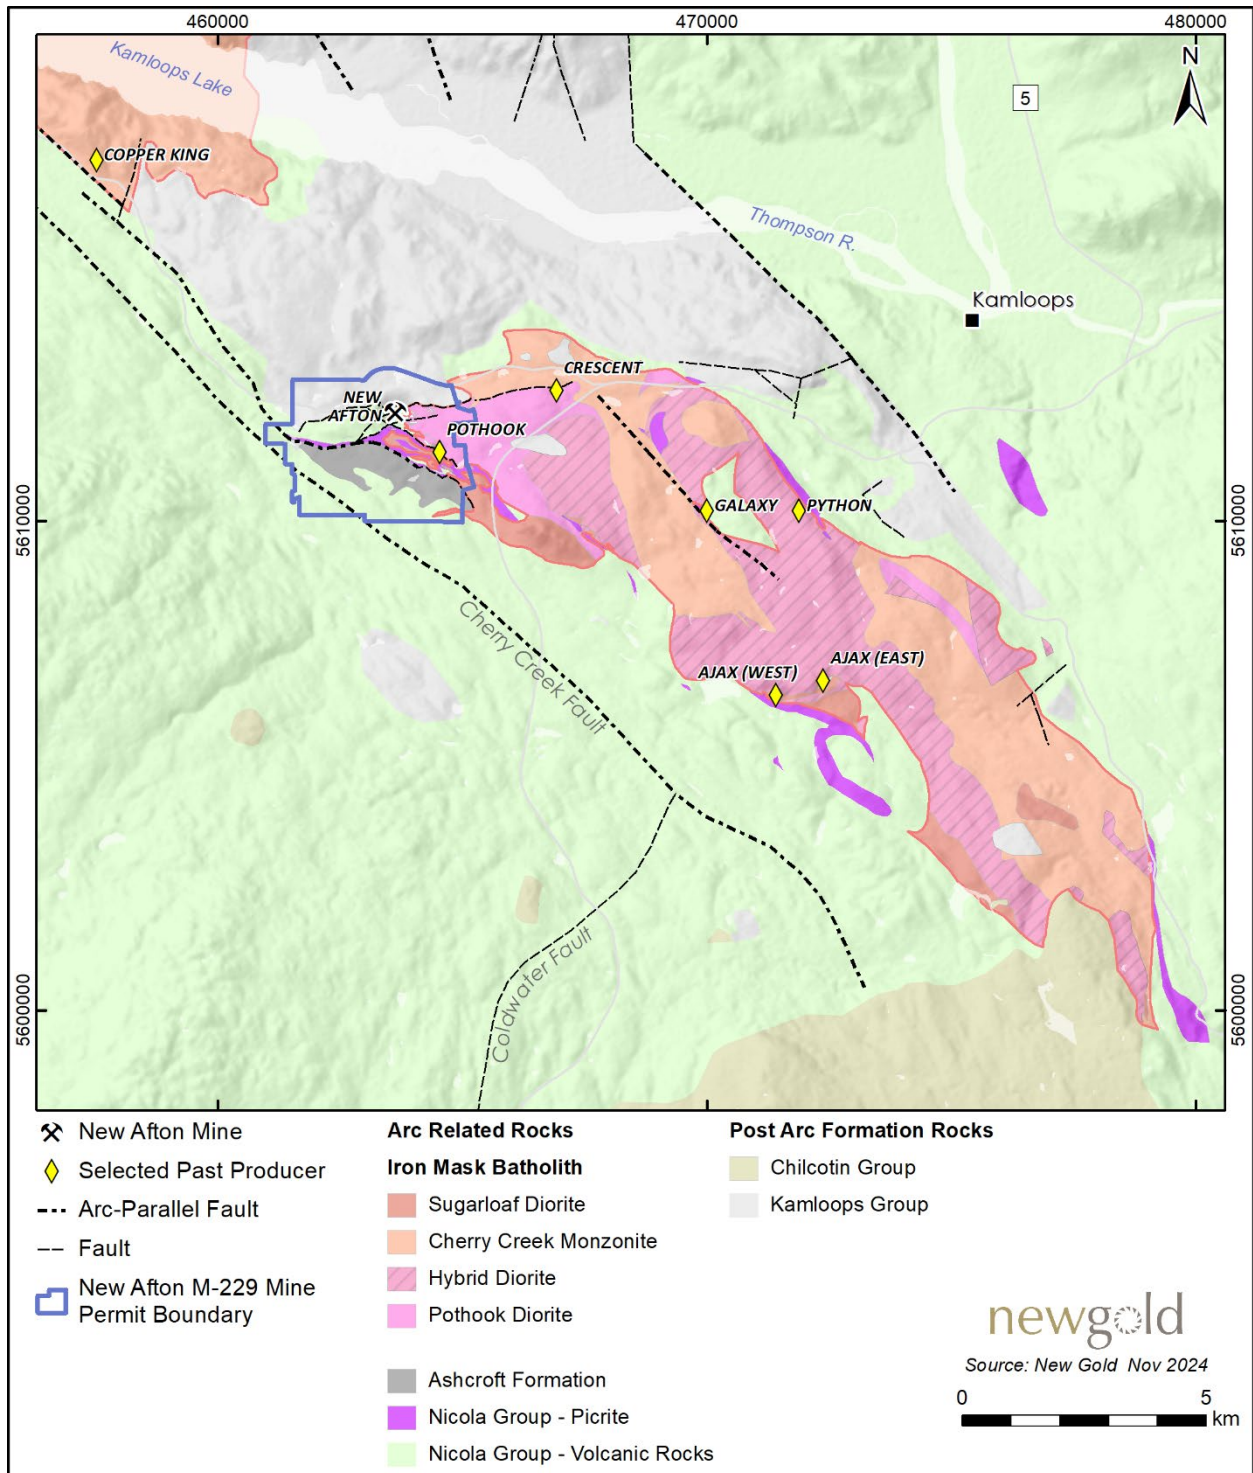 460000
470000
480000
Kamloops
Lake
5
N
COPPER KING
Thompson R.
Kamloops
CRESCENT
NEW
AFTON
POTHOOK
GALAXY
PYTHON
5610000
5610000
Cherry Creek Fault
AJAX (WEST)
AJAX (EAST)
Coldwater Fault
5600000
5600000
New Afton Mine
Selected Past Producer
Arc-Parallel Fault
Fault
New Afton M-229 Mine
Permit Boundary
Arc Related Rocks
Iron Mask Batholith
Sugarloaf Diorite
Cherry Creek Monzonite
Hybrid Diorite
Pothook Diorite
Ashcroft Formation
Nicola Group - Picrite
Nicola Group - Volcanic Rocks
Post Arc Formation Rocks
Chilcotin Group
Kamloops Group
newgold
Source: New Gold Nov 2024
0 5
km